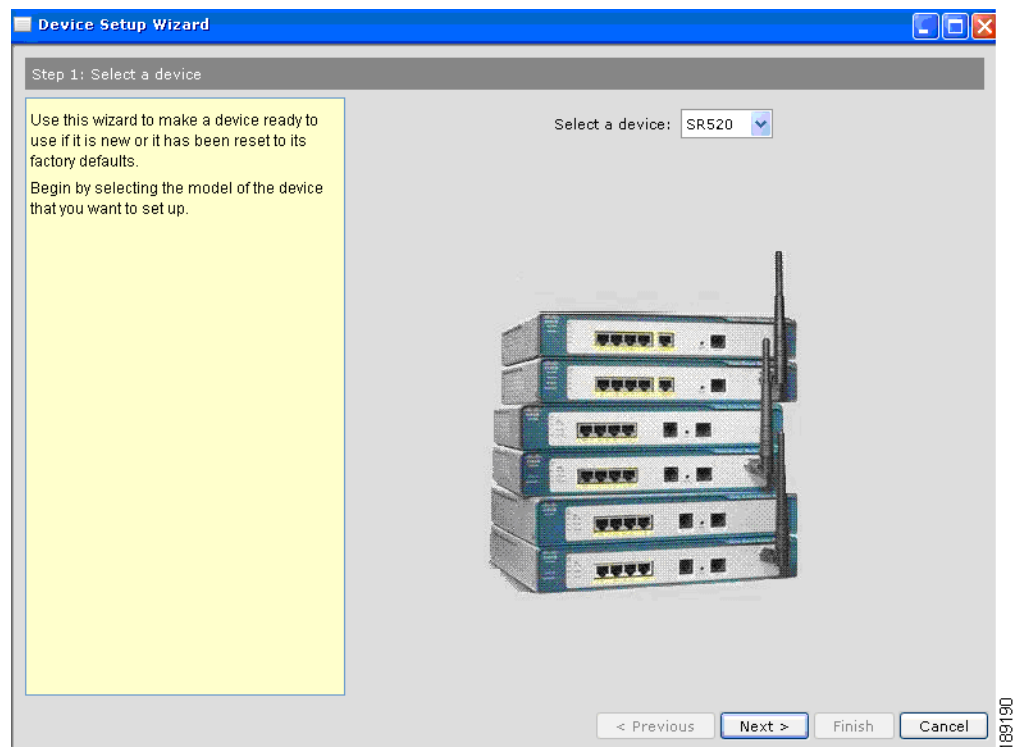 Device Setup Wizard
Step 1: Select a device
Use this wizard to make a device ready to
use if it is new or it has been reset to its
factory defaults.
Begin by selecting the model of the device
that you want to set up.
Select a device: SR520
< Previous Next > Finish Cancel
189190